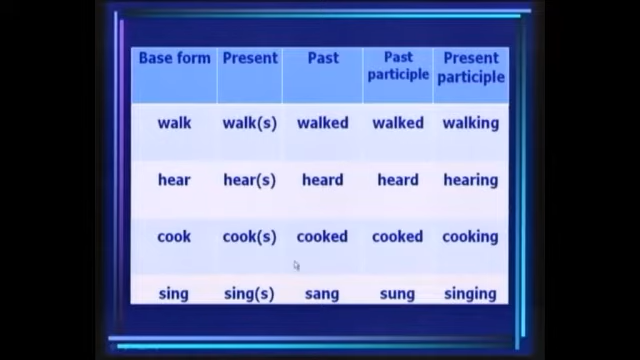 Base form Present Past Past participle Present participle
walk walk(s) walked walked walking
hear hear(s) heard heard hearing
cook cook(s) cooked cooked cooking
sing sing(s) sang sung singing